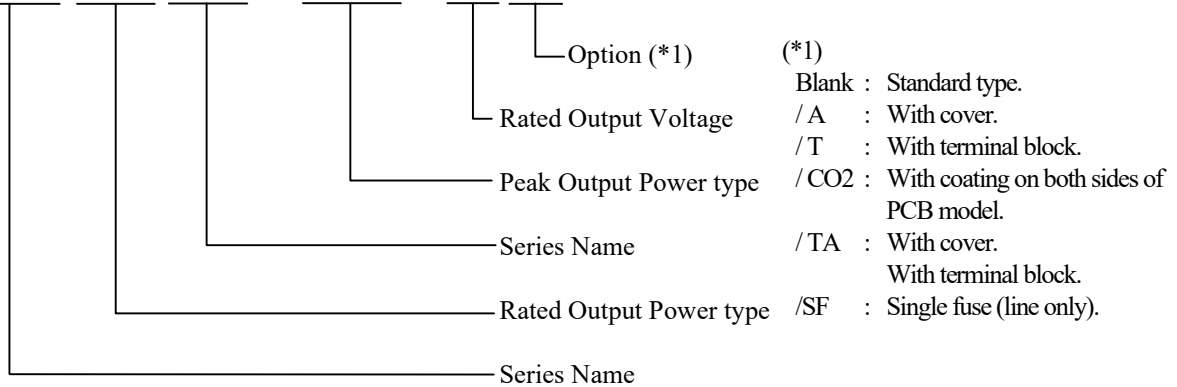 Option (*1)
Rated Output Voltage
Peak Output Power type
Series Name
Rated Output Power type
Series Name
(*1)
Blank : Standard type.
/ A : With cover.
/ T : With terminal block.
/ CO2 : With coating on both sides of
PCB model.
/ TA : With cover.
With terminal block.
/SF : Single fuse (line only).